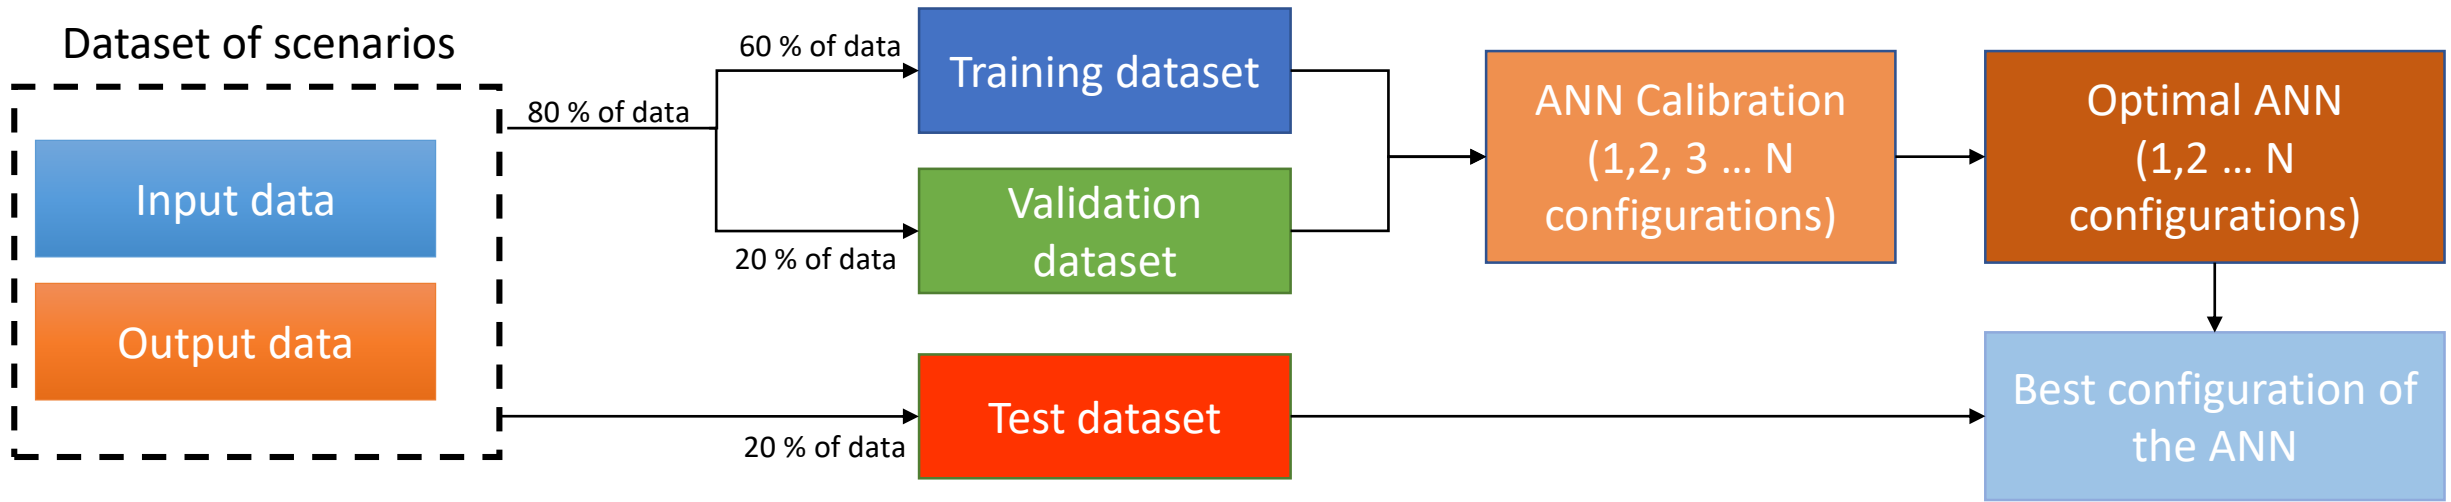 Dataset of scenarios
Input data
Output data
80 % of data
60 % of data
20 % of data
20 % of data
Training dataset
Validation
dataset
Test dataset
ANN Calibration
(1,2, 3 … N
configurations)
Optimal ANN
(1,2 … N
configurations)
Best configuration of
the ANN